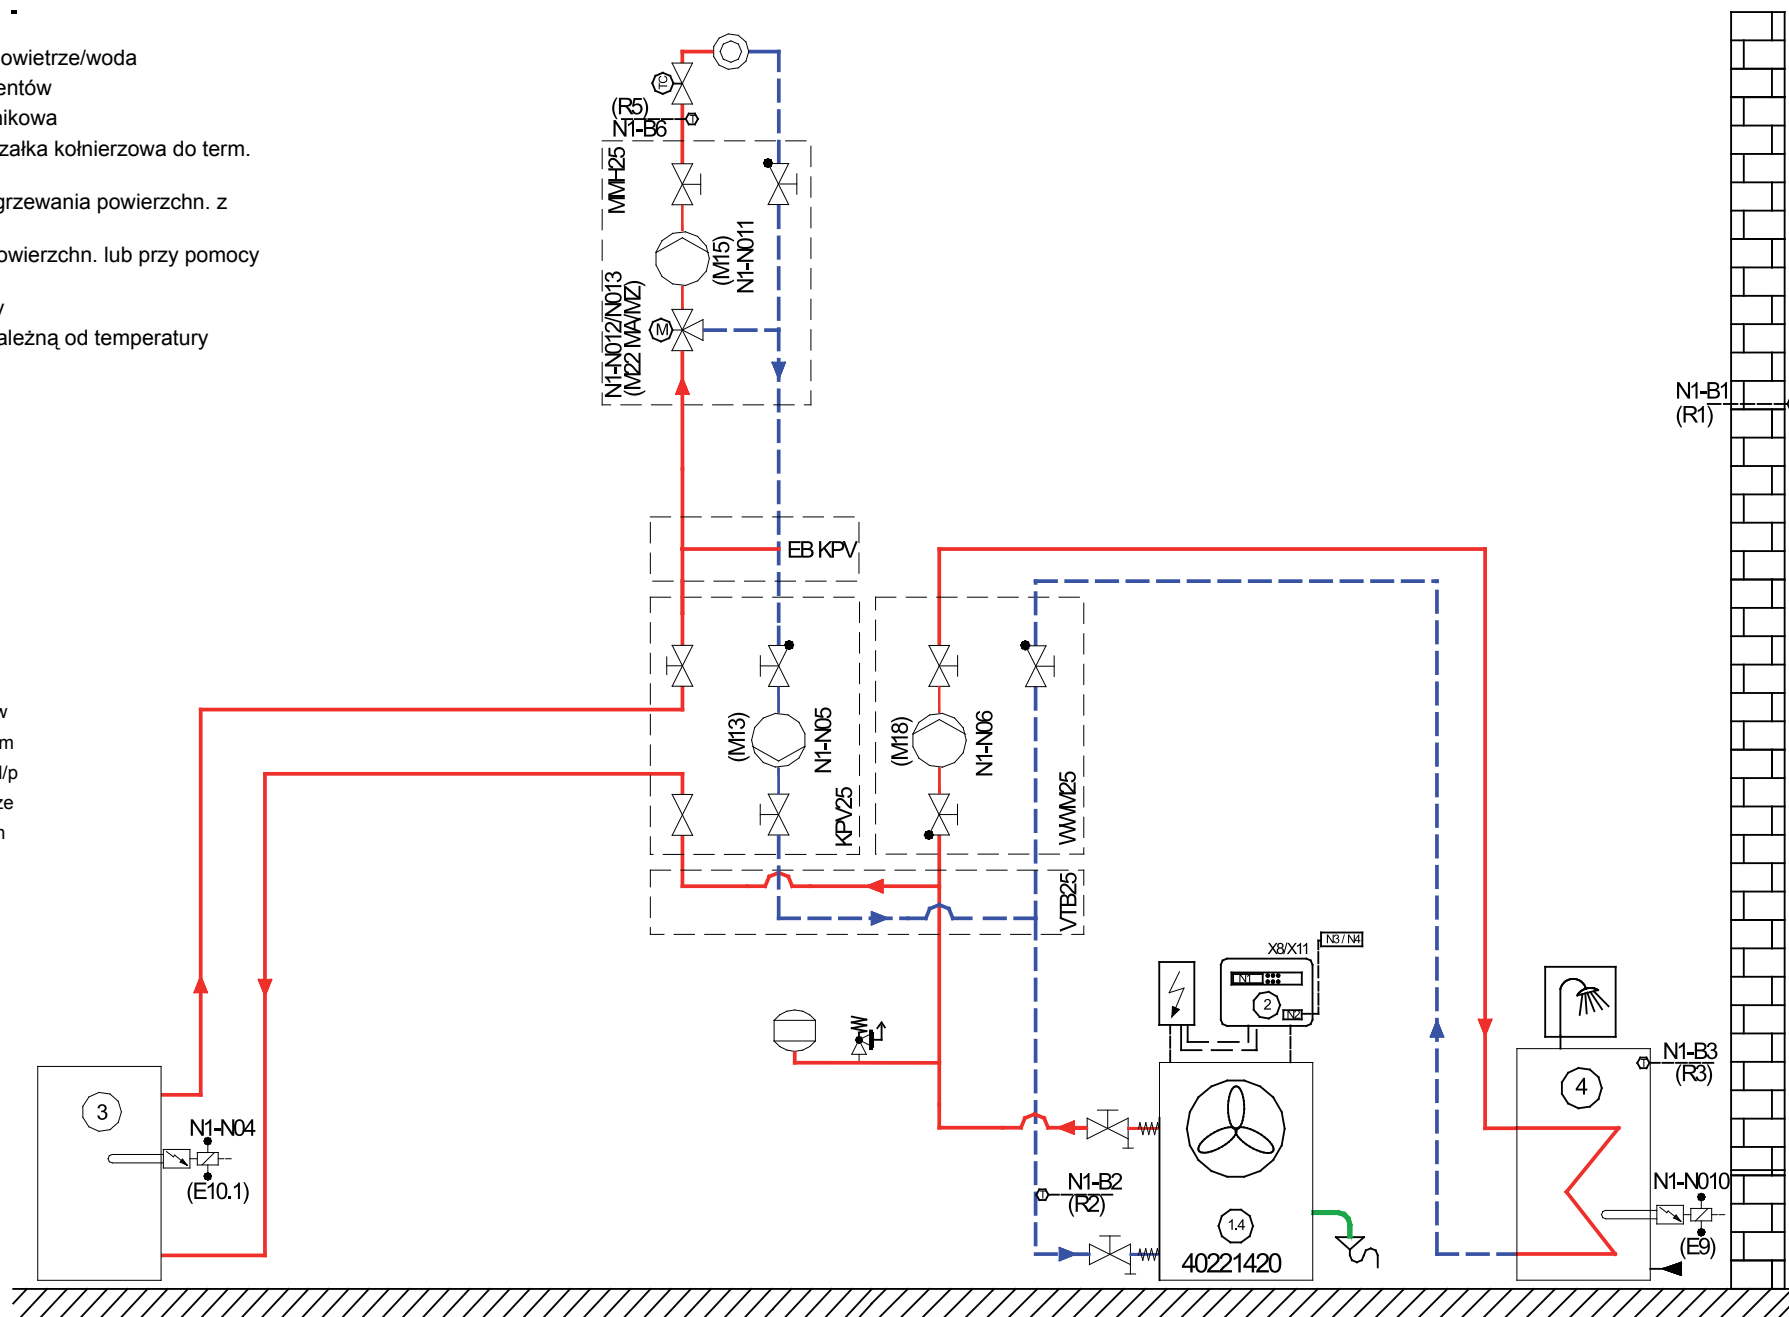 -
owietrze/woda
entów
nikowa
załka kołnierzowa do term.
grzewania powierzchn. z
owierzchn. lub przy pomocy
y
ależną od temperatury
w
m
l/p
ze
n
TC
(R5)
N1-B6
MMH25
(M15)
N1-N011
N1-N012/N013
(M22 MA/MZ)
M
N1-B1
(R1)
EB KPV
(M13)
N1-N05
KPV25
(M18)
N1-N06
WWM25
VTB25
X8/X11
N3 / N4
N1
2
N2
3
N1-N04
(E10.1)
N1-B2
(R2)
1.4
40221420
4
N1-B3
(R3)
N1-N010
(E9)